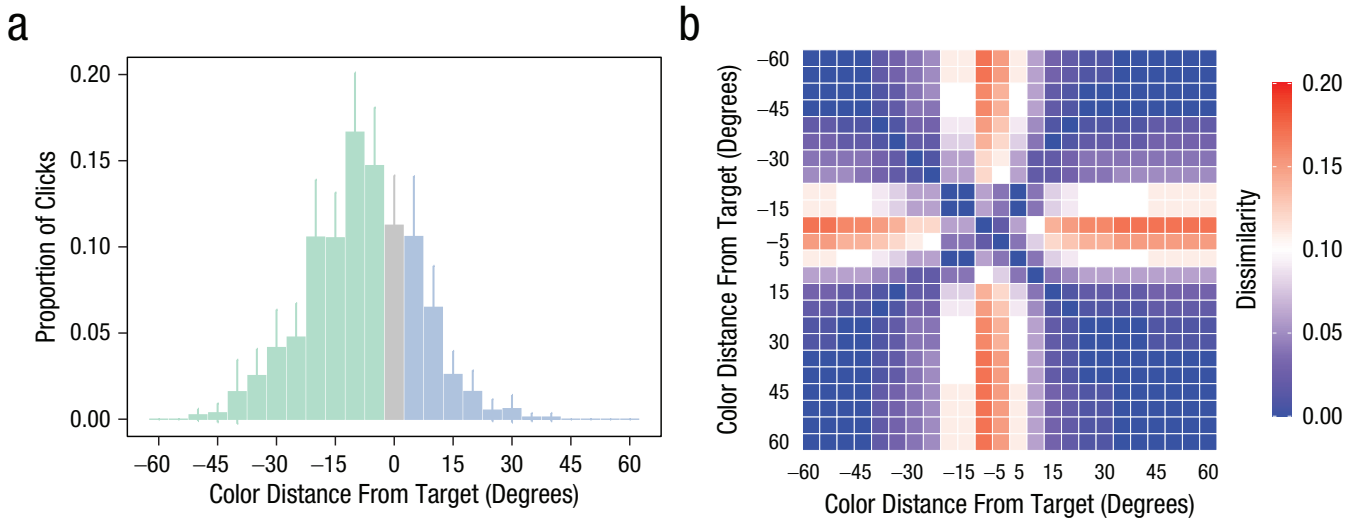 a
0.20
0.15
0.10
0.05
0.00
Proportion of Clicks
−60 −45 −30 −15 0 15 30 45 60
Color Distance From Target (Degrees)
b
−60
−45
−30
−15
−5
5
15
30
45
60
Color Distance From Target (Degrees)
−60 −45 −30 −15 −5 5 15 30 45 60
Color Distance From Target (Degrees)
Dissimilarity
0.20
0.15
0.10
0.05
0.00